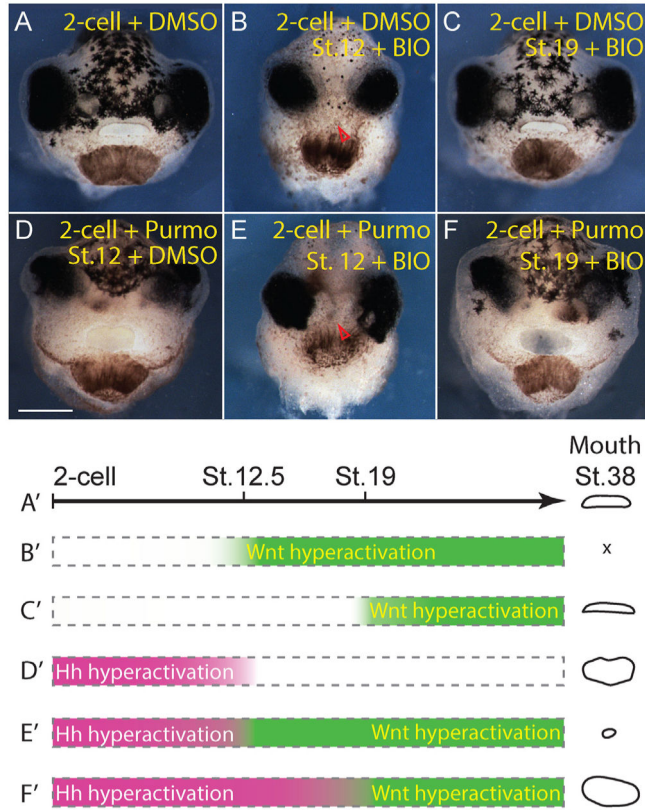 A 2-cell + DMSO
B 2-cell + DMSO
St.12 + BIO
C 2-cell + DMSO
St.19 + BIO
D 2-cell + Purmo
St.12 + DMSO
E 2-cell + Purmo
St. 12 + BIO
F 2-cell + Purmo
St. 19 + BIO
Mouth
2-cell St.12.5 St.19 St.38
A′
B′ Wnt hyperactivation x
C′ Wnt hyperactivation
D′ Hh hyperactivation
E′ Hh hyperactivation Wnt hyperactivation
F′ Hh hyperactivation Wnt hyperactivation